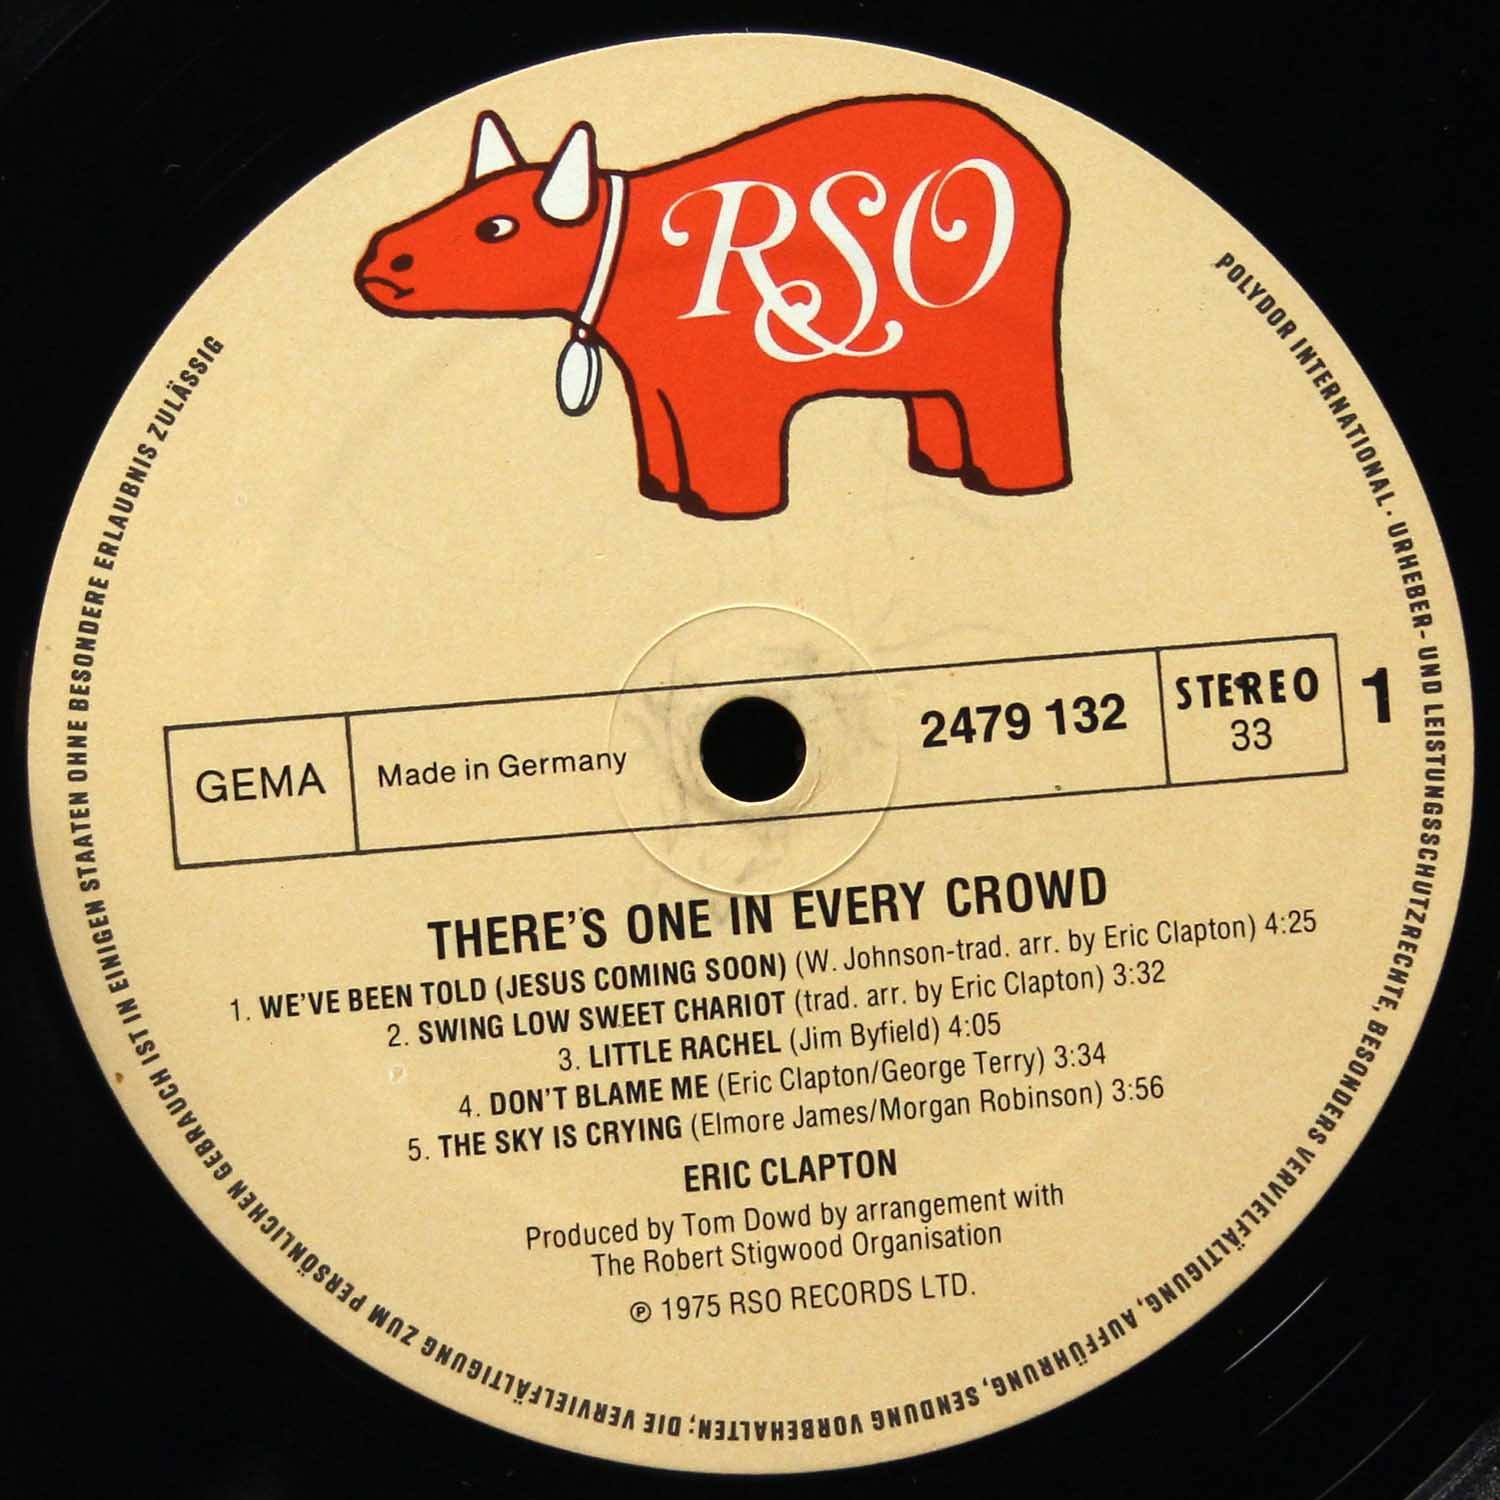 RSO
POLYDOR INTERNATIONAL · URHEBER- UND LEISTUNGSSCHUTZRECHTE, BESONDERS VERVIELFÄLTIGUNG, AUFFÜHRUNG, SENDUNG VORBEHALTEN; DIE VERVIELFÄLTIGUNG ZUM PERSÖNLICHEN GEBRAUCH IST IN EINIGEN STAATEN OHNE BESONDERE ERLAUBNIS ZULÄSSIG
GEMA Made in Germany 2479 132 STEREO 33 1
THERE'S ONE IN EVERY CROWD
1. WE'VE BEEN TOLD (JESUS COMING SOON) (W. Johnson-trad. arr. by Eric Clapton) 4:25
2. SWING LOW SWEET CHARIOT (trad. arr. by Eric Clapton) 3:32
3. LITTLE RACHEL (Jim Byfield) 4:05
4. DON'T BLAME ME (Eric Clapton/George Terry) 3:34
5. THE SKY IS CRYING (Elmore James/Morgan Robinson) 3:56
ERIC CLAPTON
Produced by Tom Dowd by arrangement with
The Robert Stigwood Organisation
℗ 1975 RSO RECORDS LTD.